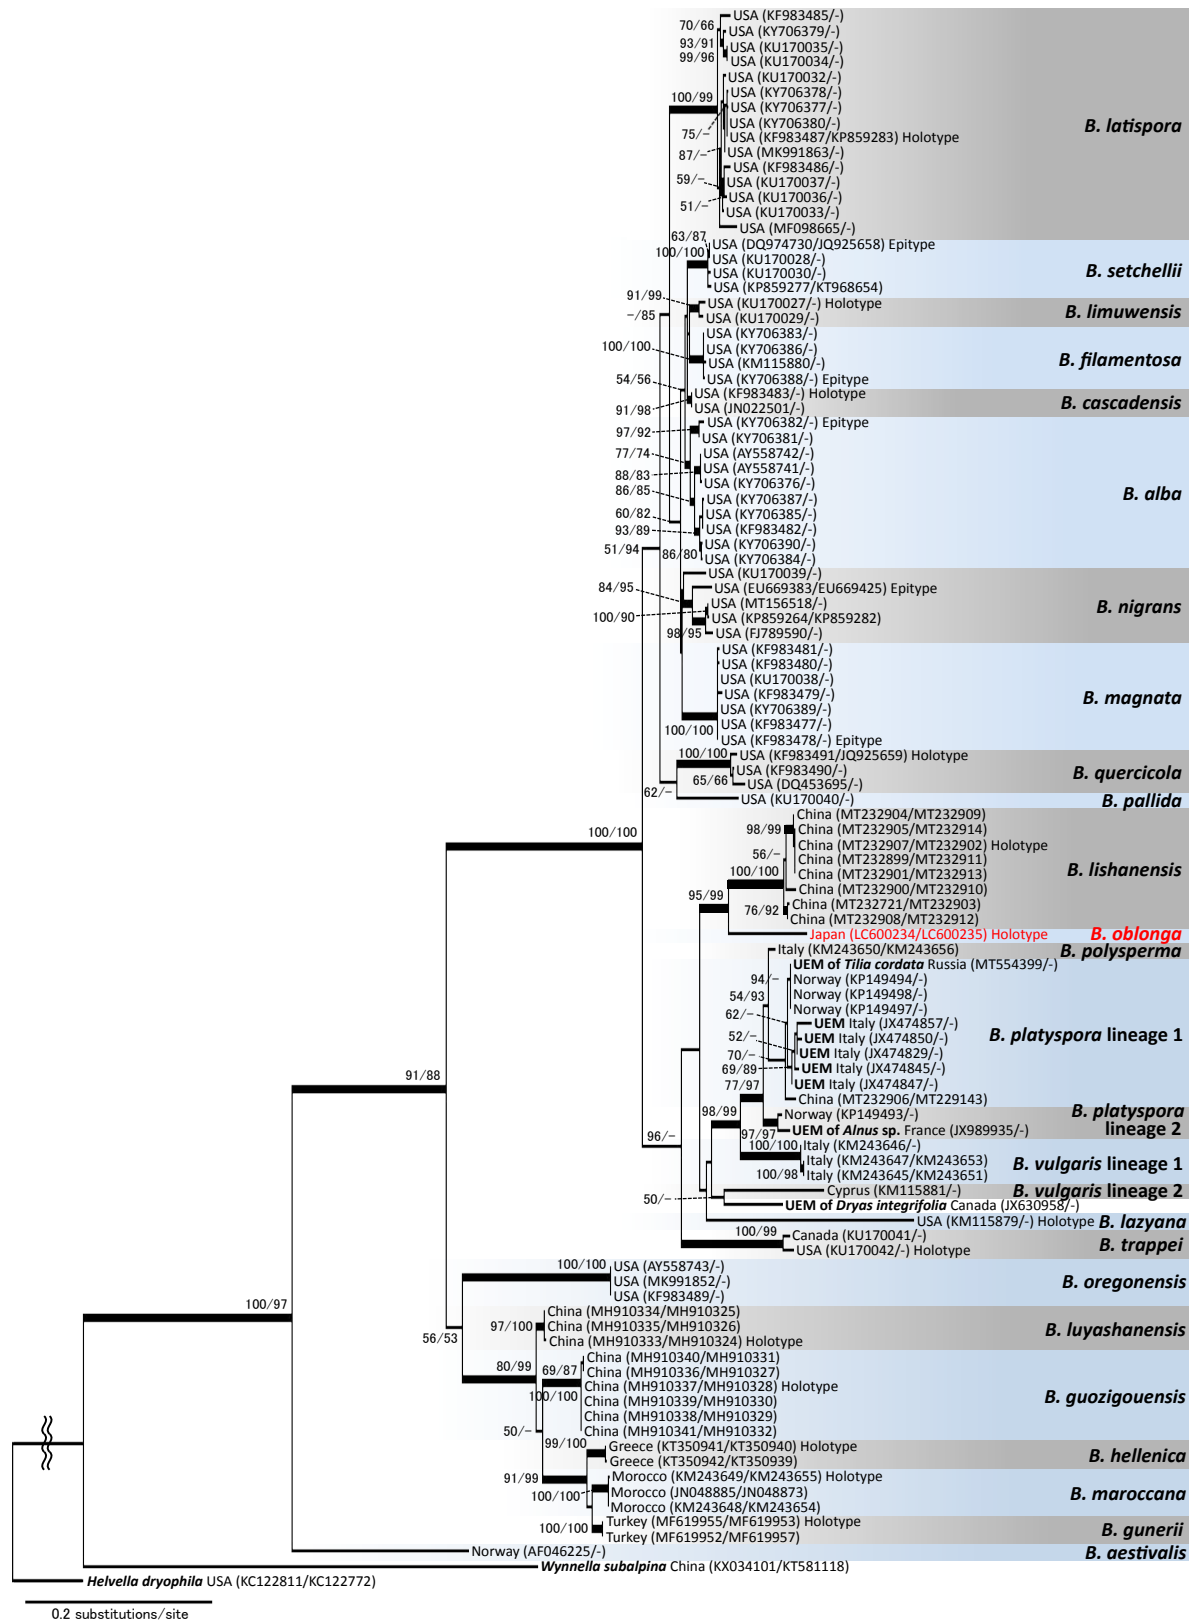 USA (KF983485/-)
70/66
USA (KY706379/-)
93/91
USA (KU170035/-)
99/96
USA (KU170034/-)
USA (KU170032/-)
100/99
USA (KY706378/-)
USA (KY706377/-)
USA (KY706380/-)
B. latispora
75/–
USA (KF983487/KP859283) Holotype
87/–
USA (MK991863/-)
USA (KF983486/-)
59/–
USA (KU170037/-)
USA (KU170036/-)
51/–
USA (KU170033/-)
USA (MF098665/-)
63/87
USA (DQ974730/JQ925658) Epitype
100/100
USA (KU170028/-)
USA (KU170030/-)
B. setchellii
USA (KP859277/KT968654)
91/99
USA (KU170027/-) Holotype
–/85
USA (KU170029/-)
B. limuwensis
USA (KY706383/-)
100/100
USA (KY706386/-)
USA (KM115880/-)
B. filamentosa
54/56
USA (KY706388/-) Epitype
USA (KF983483/-) Holotype
91/98
USA (JN022501/-)
B. cascadensis
97/92
USA (KY706382/-) Epitype
USA (KY706381/-)
77/74
USA (AY558742/-)
88/83
USA (AY558741/-)
86/85
USA (KY706376/-)
B. alba
USA (KY706387/-)
60/82
USA (KY706385/-)
93/89
USA (KF983482/-)
51/94
86/80
USA (KY706390/-)
USA (KY706384/-)
USA (KU170039/-)
84/95
USA (EU669383/EU669425) Epitype
USA (MT156518/-)
B. nigrans
100/90
USA (KP859264/KP859282)
98/95
USA (FJ789590/-)
USA (KF983481/-)
USA (KF983480/-)
USA (KU170038/-)
USA (KF983479/-)
B. magnata
USA (KY706389/-)
100/100
USA (KF983477/-)
USA (KF983478/-) Epitype
100/100
USA (KF983491/JQ925659) Holotype
65/66
USA (KF983490/-)
B. quercicola
USA (DQ453695/-)
62/–
USA (KU170040/-)
B. pallida
China (MT232904/MT232909)
100/100
98/99
China (MT232905/MT232914)
China (MT232907/MT232902) Holotype
56/–
China (MT232899/MT232911)
100/100
China (MT232901/MT232913)
B. lishanensis
95/99
China (MT232900/MT232910)
76/92
China (MT232721/MT232903)
China (MT232908/MT232912)
Japan (LC600234/LC600235) Holotype
B. oblonga
Italy (KM243650/KM243656)
B. polysperma
UEM of Tilia cordata Russia (MT554399/-)
94/–
Norway (KP149494/-)
54/93
Norway (KP149498/-)
Norway (KP149497/-)
62/–
UEM Italy (JX474857/-)
52/–
UEM Italy (JX474850/-)
B. platyspora lineage 1
70/–
UEM Italy (JX474829/-)
69/89
UEM Italy (JX474845/-)
91/88
77/97
UEM Italy (JX474847/-)
China (MT232906/MT229143)
98/99
Norway (KP149493/-)
B. platyspora
97/97
UEM of Alnus sp. France (JX989935/-)
lineage 2
96/–
100/100
Italy (KM243646/-)
Italy (KM243647/KM243653)
B. vulgaris lineage 1
100/98
Italy (KM243645/KM243651)
Cyprus (KM115881/-)
B. vulgaris lineage 2
50/–
UEM of Dryas integrifolia Canada (JX630958/-)
USA (KM115879/-) Holotype
B. lazyana
100/99
Canada (KU170041/-)
USA (KU170042/-) Holotype
B. trappei
100/100
USA (AY558743/-)
USA (MK991852/-)
B. oregonensis
USA (KF983489/-)
100/97
China (MH910334/MH910325)
97/100
China (MH910335/MH910326)
B. luyashanensis
56/53
China (MH910333/MH910324) Holotype
80/99
69/87
China (MH910340/MH910331)
China (MH910336/MH910327)
100/100
China (MH910337/MH910328) Holotype
B. guozigouensis
China (MH910339/MH910330)
China (MH910338/MH910329)
50/–
China (MH910341/MH910332)
99/100
Greece (KT350941/KT350940) Holotype
Greece (KT350942/KT350939)
B. hellenica
91/99
Morocco (KM243649/KM243655) Holotype
100/100
Morocco (JN048885/JN048873)
B. maroccana
Morocco (KM243648/KM243654)
100/100
Turkey (MF619955/MF619953) Holotype
Turkey (MF619952/MF619957)
B. gunerii
Norway (AF046225/-)
B. aestivalis
Wynnella subalpina China (KX034101/KT581118)
Helvella dryophila USA (KC122811/KC122772)
0.2 substitutions/site